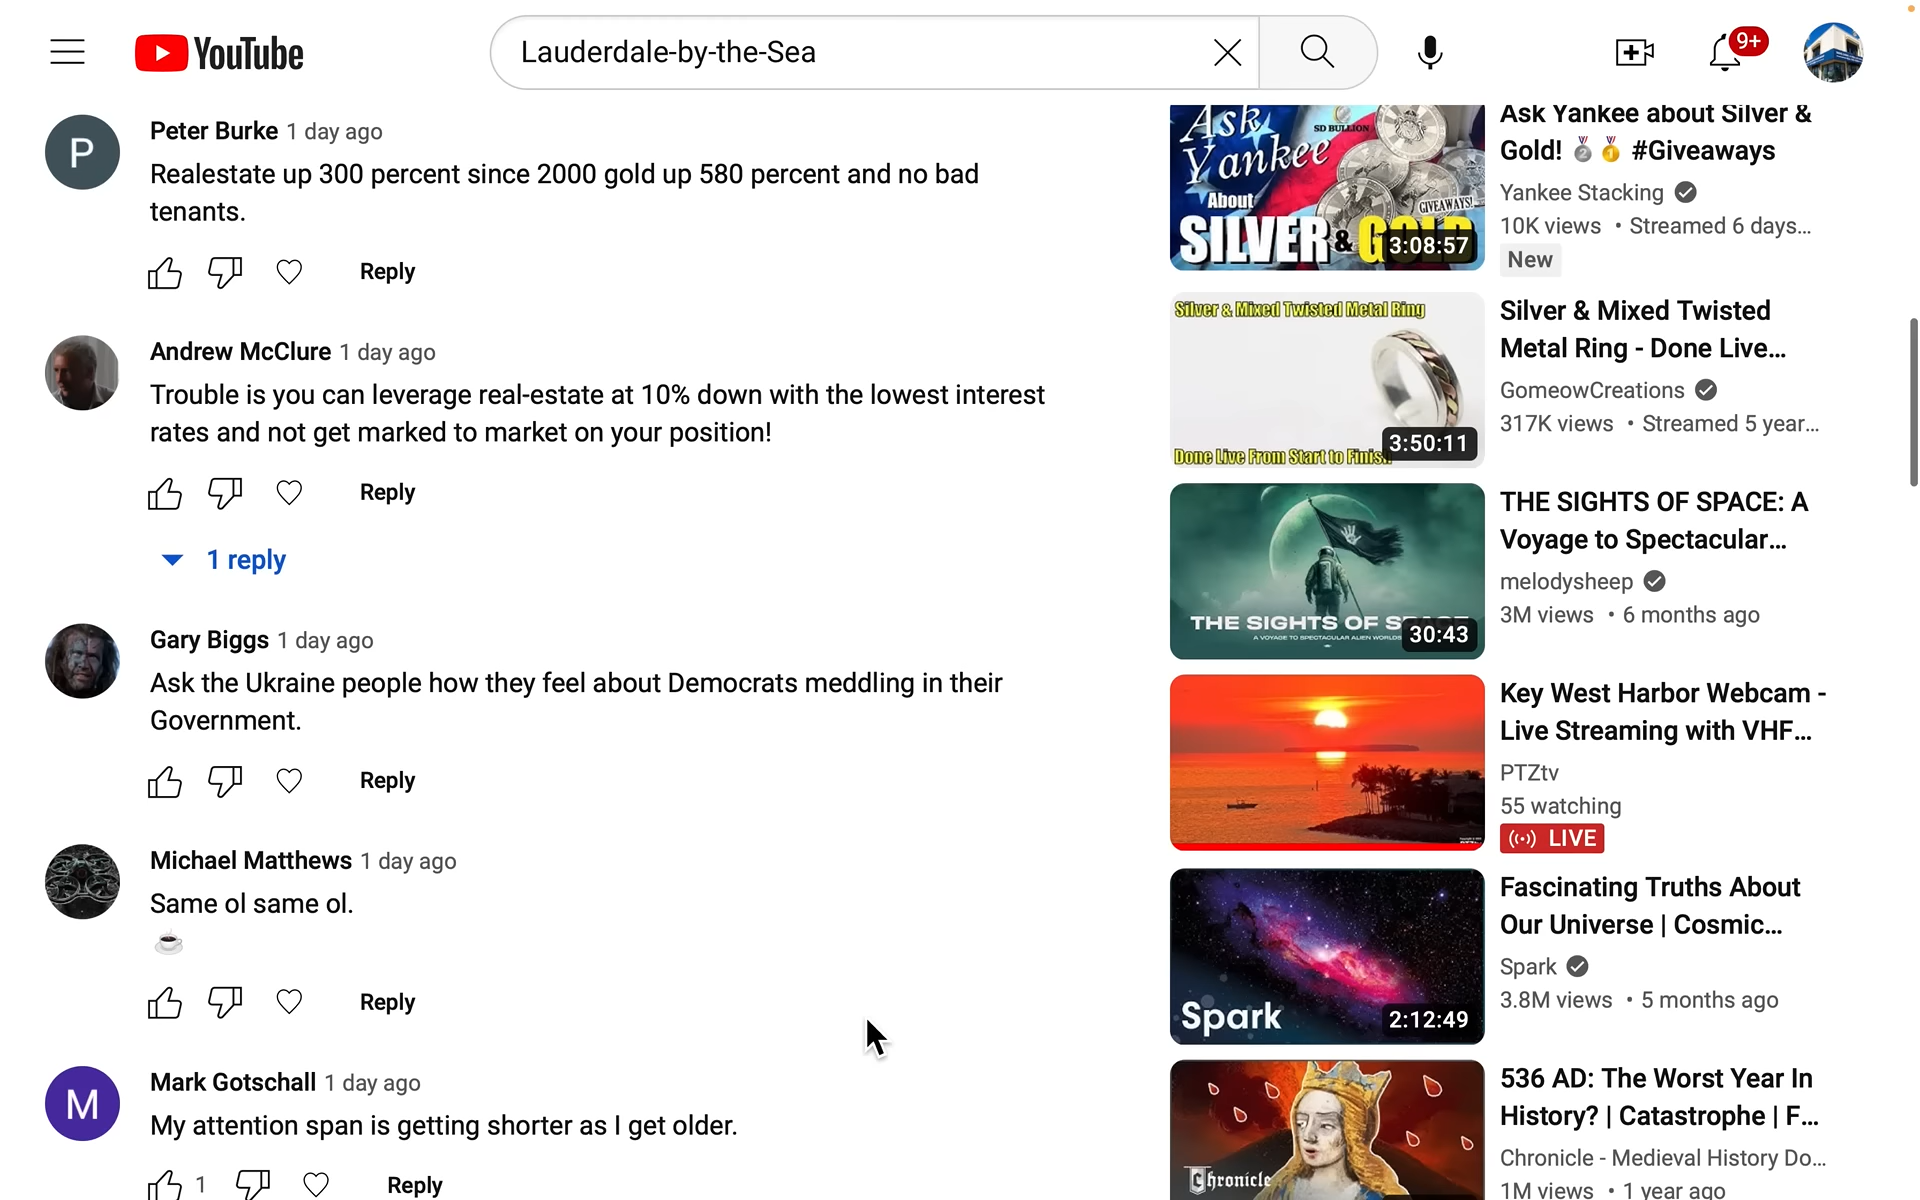 YouTube
Lauderdale-by-the-Sea
9+
P
Peter Burke 1 day ago
Realestate up 300 percent since 2000 gold up 580 percent and no bad
tenants.
Reply
Andrew McClure 1 day ago
Trouble is you can leverage real-estate at 10% down with the lowest interest
rates and not get marked to market on your position!
Reply
1 reply
Gary Biggs 1 day ago
Ask the Ukraine people how they feel about Democrats meddling in their
Government.
Reply
Michael Matthews 1 day ago
Same ol same ol.
☕
Reply
M
Mark Gotschall 1 day ago
My attention span is getting shorter as I get older.
1
Reply
Ask
Yankee
SD BULLION
About
GIVEAWAYS!
SILVER & GOLD
3:08:57
Ask Yankee about Silver &
Gold! 🥈🥇 #Giveaways
Yankee Stacking
10K views • Streamed 6 days...
New
Silver & Mixed Twisted Metal Ring
Done Live From Start to Finish
3:50:11
Silver & Mixed Twisted
Metal Ring - Done Live...
GomeowCreations
317K views • Streamed 5 year...
THE SIGHTS OF SPACE
A VOYAGE TO SPECTACULAR ALIEN WORLDS
30:43
THE SIGHTS OF SPACE: A
Voyage to Spectacular...
melodysheep
3M views • 6 months ago
Key West Harbor Webcam -
Live Streaming with VHF...
PTZtv
55 watching
LIVE
Spark
2:12:49
Fascinating Truths About
Our Universe | Cosmic...
Spark
3.8M views • 5 months ago
Chronicle
536 AD: The Worst Year In
History? | Catastrophe | F...
Chronicle - Medieval History Do...
1M views • 1 year ago